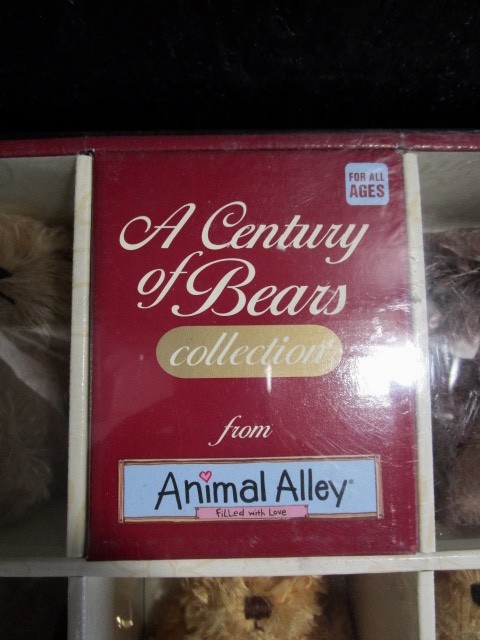 FOR ALL
AGES
A Century
of Bears
collection
from
Animal Alley®
Filled with Love